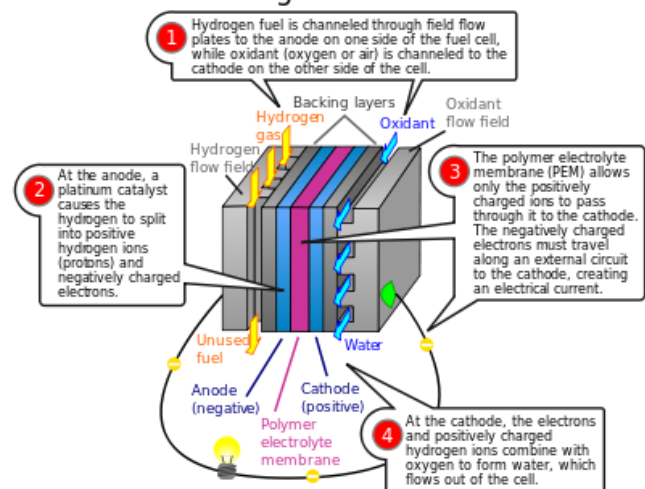 1
Hydrogen fuel is channeled through field flow
plates to the anode on one side of the fuel cell,
while oxidant (oxygen or air) is channeled to the
cathode on the other side of the cell.
Backing layers
Oxidant
flow field
Hydrogen
gas
Oxidant
Hydrogen
flow field
2
At the anode, a
platinum catalyst
causes the
hydrogen to split
into positive
hydrogen ions
(protons) and
negatively charged
electrons.
3
The polymer electrolyte
membrane (PEM) allows
only the positively
charged ions to pass
through it to the cathode.
The negatively charged
electrons must travel
along an external circuit
to the cathode, creating
an electrical current.
Unused
fuel
Water
Anode
(negative)
Cathode
(positive)
Polymer
electrolyte
membrane
4
At the cathode, the electrons
and positively charged
hydrogen ions combine with
oxygen to form water, which
flows out of the cell.